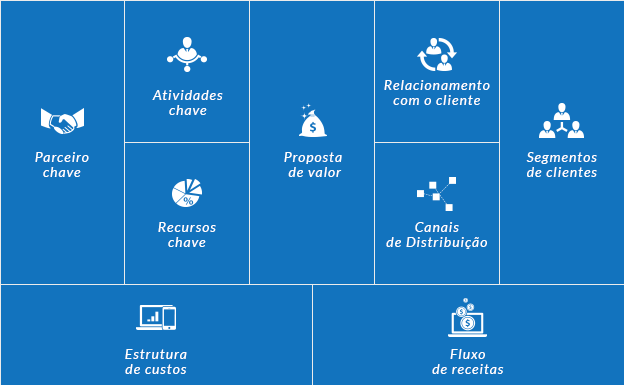 Parceiro
chave
Atividades
chave
Recursos
chave
Proposta
de valor
Relacionamento
com o cliente
Canais
de Distribuição
Segmentos
de clientes
Estrutura
de custos
Fluxo
de receitas